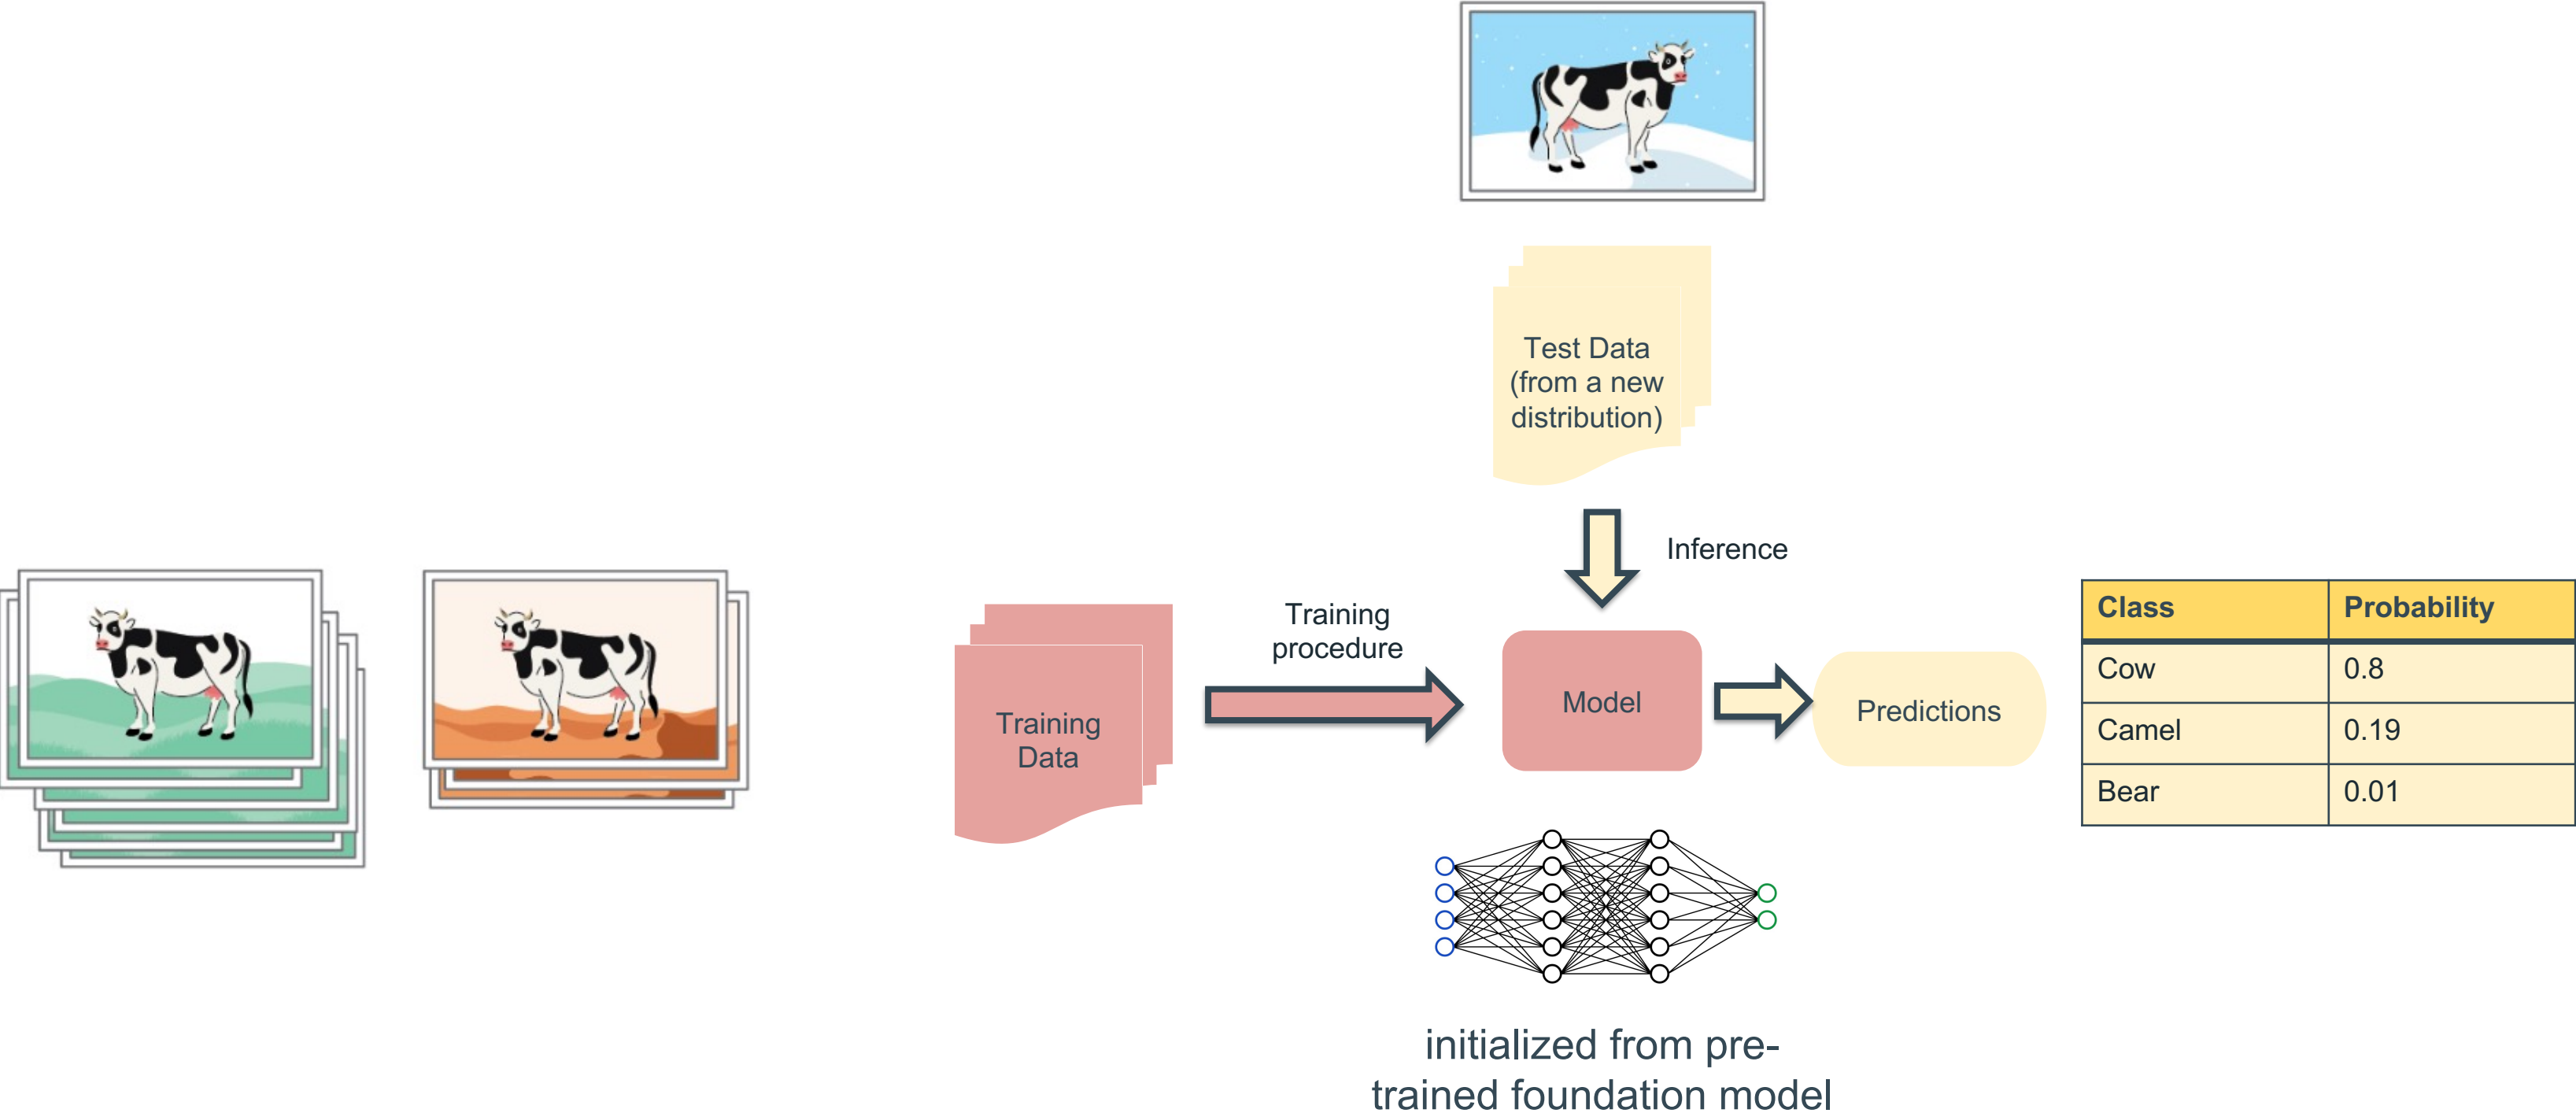 Test Data
(from a new
distribution)
Inference
Training
procedure
Training
Data
Model
Predictions
Class Probability
Cow 0.8
Camel 0.19
Bear 0.01
initialized from pre-
trained foundation model